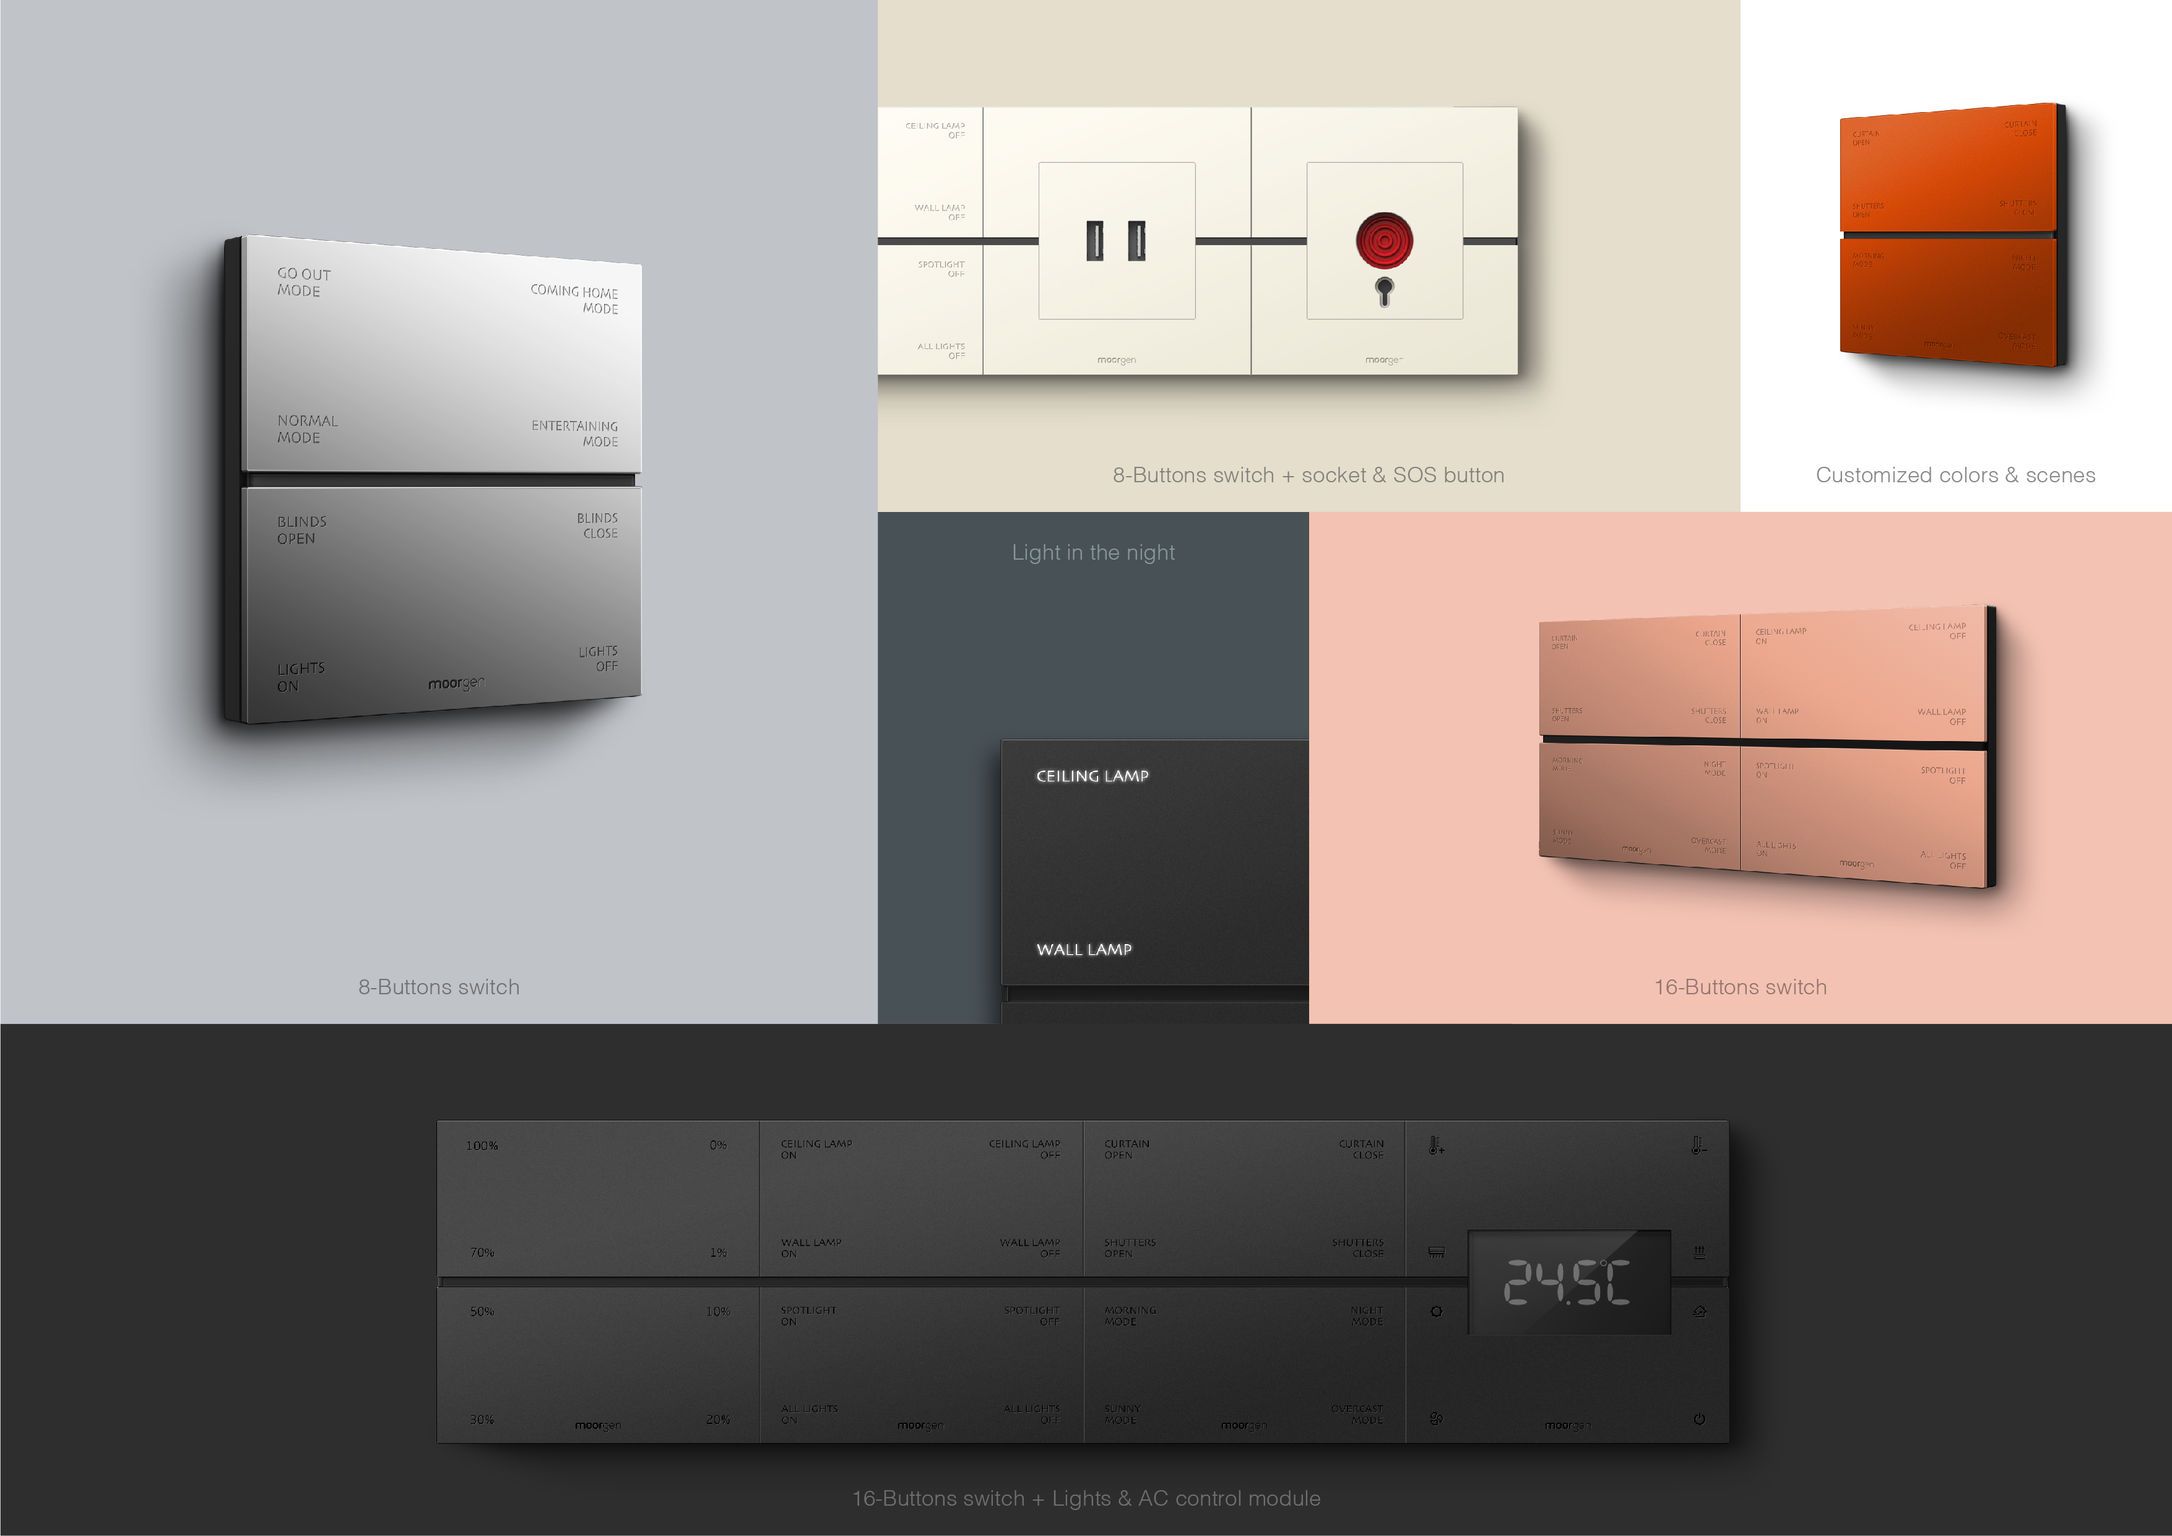 GO OUT
MODE
COMING HOME
MODE
NORMAL
MODE
ENTERTAINING
MODE
BLINDS
OPEN
BLINDS
CLOSE
LIGHTS
ON
LIGHTS
OFF
moorgen
8-Buttons switch
CEILING LAMP
OFF
WALL LAMP
OFF
SPOTLIGHT
OFF
ALL LIGHTS
OFF
moorgen
moorgen
8-Buttons switch + socket & SOS button
CURTAIN
OPEN
CURTAIN
CLOSE
SHUTTERS
OPEN
SHUTTERS
CLOSE
MORNING
MODE
NIGHT
MODE
SUNNY
MODE
OVERCAST
MODE
moorgen
Customized colors & scenes
Light in the night
CEILING LAMP
WALL LAMP
CURTAIN
OPEN
CURTAIN
CLOSE
CEILING LAMP
ON
CEILING LAMP
OFF
SHUTTERS
OPEN
SHUTTERS
CLOSE
WALL LAMP
ON
WALL LAMP
OFF
MORNING
MODE
NIGHT
MODE
SPOTLIGHT
ON
SPOTLIGHT
OFF
SUNNY
MODE
OVERCAST
MODE
ALL LIGHTS
ON
ALL LIGHTS
OFF
moorgen
moorgen
16-Buttons switch
100%
0%
CEILING LAMP
ON
CEILING LAMP
OFF
CURTAIN
OPEN
CURTAIN
CLOSE
70%
1%
WALL LAMP
ON
WALL LAMP
OFF
SHUTTERS
OPEN
SHUTTERS
CLOSE
24.5°C
50%
10%
SPOTLIGHT
ON
SPOTLIGHT
OFF
MORNING
MODE
NIGHT
MODE
30%
20%
ALL LIGHTS
ON
ALL LIGHTS
OFF
SUNNY
MODE
OVERCAST
MODE
moorgen
moorgen
moorgen
moorgen
16-Buttons switch + Lights & AC control module